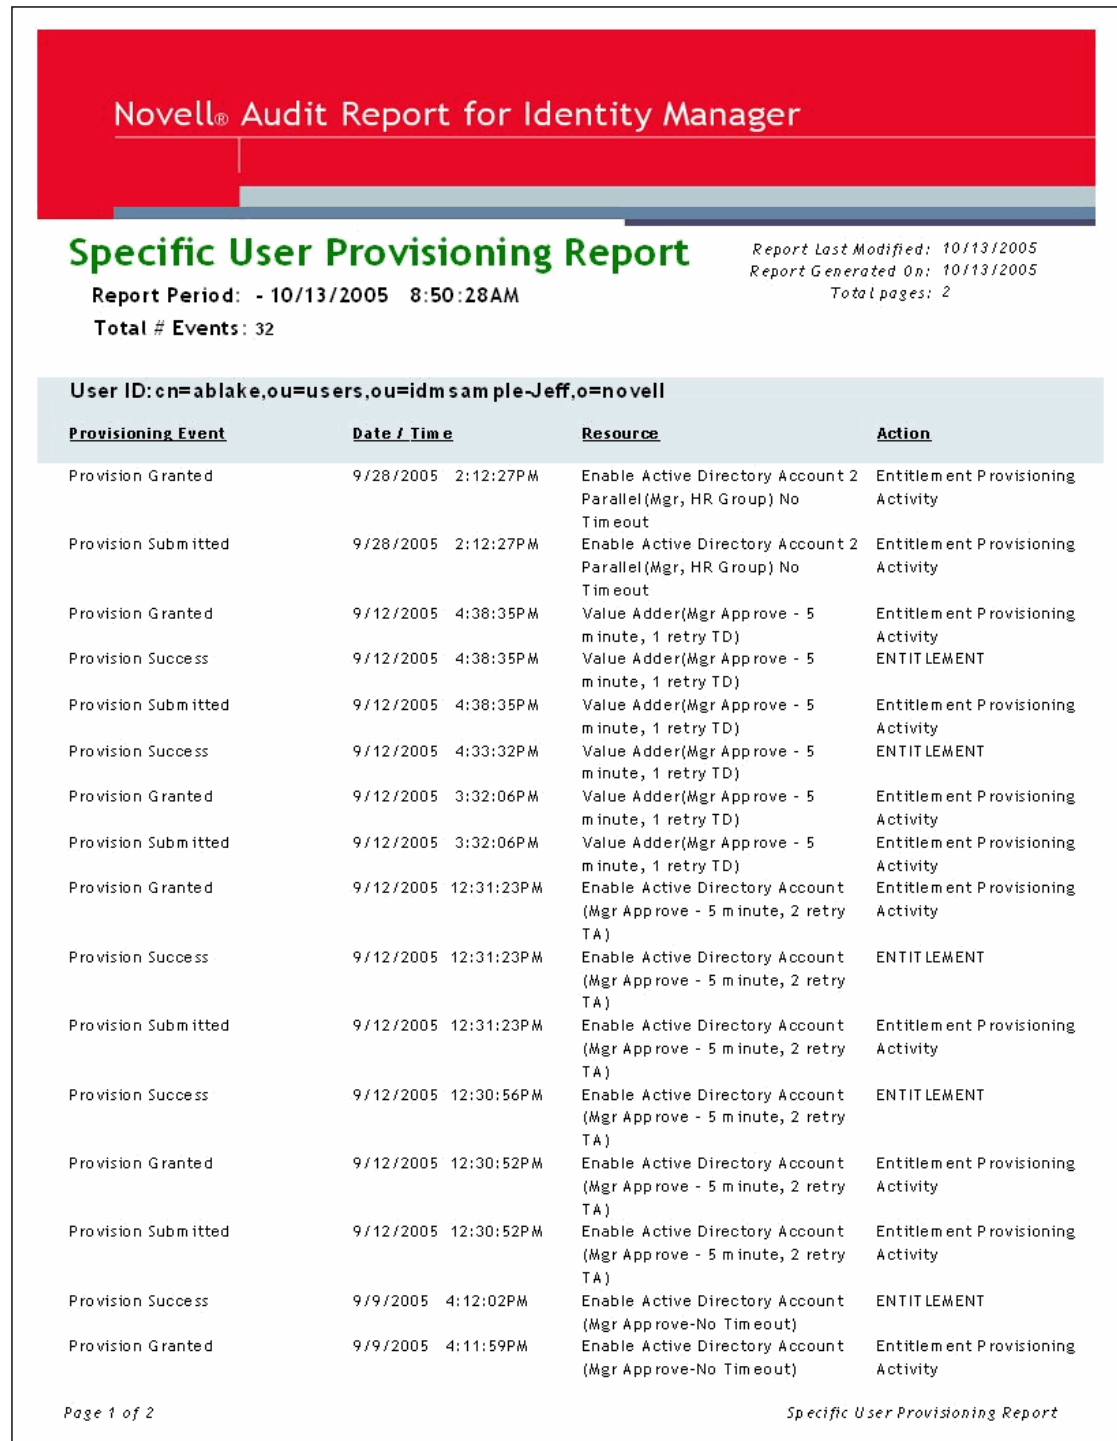 Novell® Audit Report for Identity Manager
Specific User Provisioning Report
Report Last Modified: 10/13/2005
Report Generated On: 10/13/2005
Total pages: 2
Report Period: - 10/13/2005 8:50:28AM
Total # Events: 32
User ID: cn=ablake,ou=users,ou=idmsample-Jeff,o=novell
Provisioning Event Date / Time Resource Action
Provision Granted 9/28/2005 2:12:27PM Enable Active Directory Account 2 Entitlement Provisioning
Parallel(Mgr, HR Group) No Activity
Timeout
Provision Submitted 9/28/2005 2:12:27PM Enable Active Directory Account 2 Entitlement Provisioning
Parallel(Mgr, HR Group) No Activity
Timeout
Provision Granted 9/12/2005 4:38:35PM Value Adder(Mgr Approve - 5 Entitlement Provisioning
minute, 1 retry TD) Activity
Provision Success 9/12/2005 4:38:35PM Value Adder(Mgr Approve - 5 ENTITLEMENT
minute, 1 retry TD)
Provision Submitted 9/12/2005 4:38:35PM Value Adder(Mgr Approve - 5 Entitlement Provisioning
minute, 1 retry TD) Activity
Provision Success 9/12/2005 4:33:32PM Value Adder(Mgr Approve - 5 ENTITLEMENT
minute, 1 retry TD)
Provision Granted 9/12/2005 3:32:06PM Value Adder(Mgr Approve - 5 Entitlement Provisioning
minute, 1 retry TD) Activity
Provision Submitted 9/12/2005 3:32:06PM Value Adder(Mgr Approve - 5 Entitlement Provisioning
minute, 1 retry TD) Activity
Provision Granted 9/12/2005 12:31:23PM Enable Active Directory Account Entitlement Provisioning
(Mgr Approve - 5 minute, 2 retry Activity
TA)
Provision Success 9/12/2005 12:31:23PM Enable Active Directory Account ENTITLEMENT
(Mgr Approve - 5 minute, 2 retry
TA)
Provision Submitted 9/12/2005 12:31:23PM Enable Active Directory Account Entitlement Provisioning
(Mgr Approve - 5 minute, 2 retry Activity
TA)
Provision Success 9/12/2005 12:30:56PM Enable Active Directory Account ENTITLEMENT
(Mgr Approve - 5 minute, 2 retry
TA)
Provision Granted 9/12/2005 12:30:52PM Enable Active Directory Account Entitlement Provisioning
(Mgr Approve - 5 minute, 2 retry Activity
TA)
Provision Submitted 9/12/2005 12:30:52PM Enable Active Directory Account Entitlement Provisioning
(Mgr Approve - 5 minute, 2 retry Activity
TA)
Provision Success 9/9/2005 4:12:02PM Enable Active Directory Account ENTITLEMENT
(Mgr Approve-No Timeout)
Provision Granted 9/9/2005 4:11:59PM Enable Active Directory Account Entitlement Provisioning
(Mgr Approve-No Timeout) Activity
Page 1 of 2 Specific User Provisioning Report